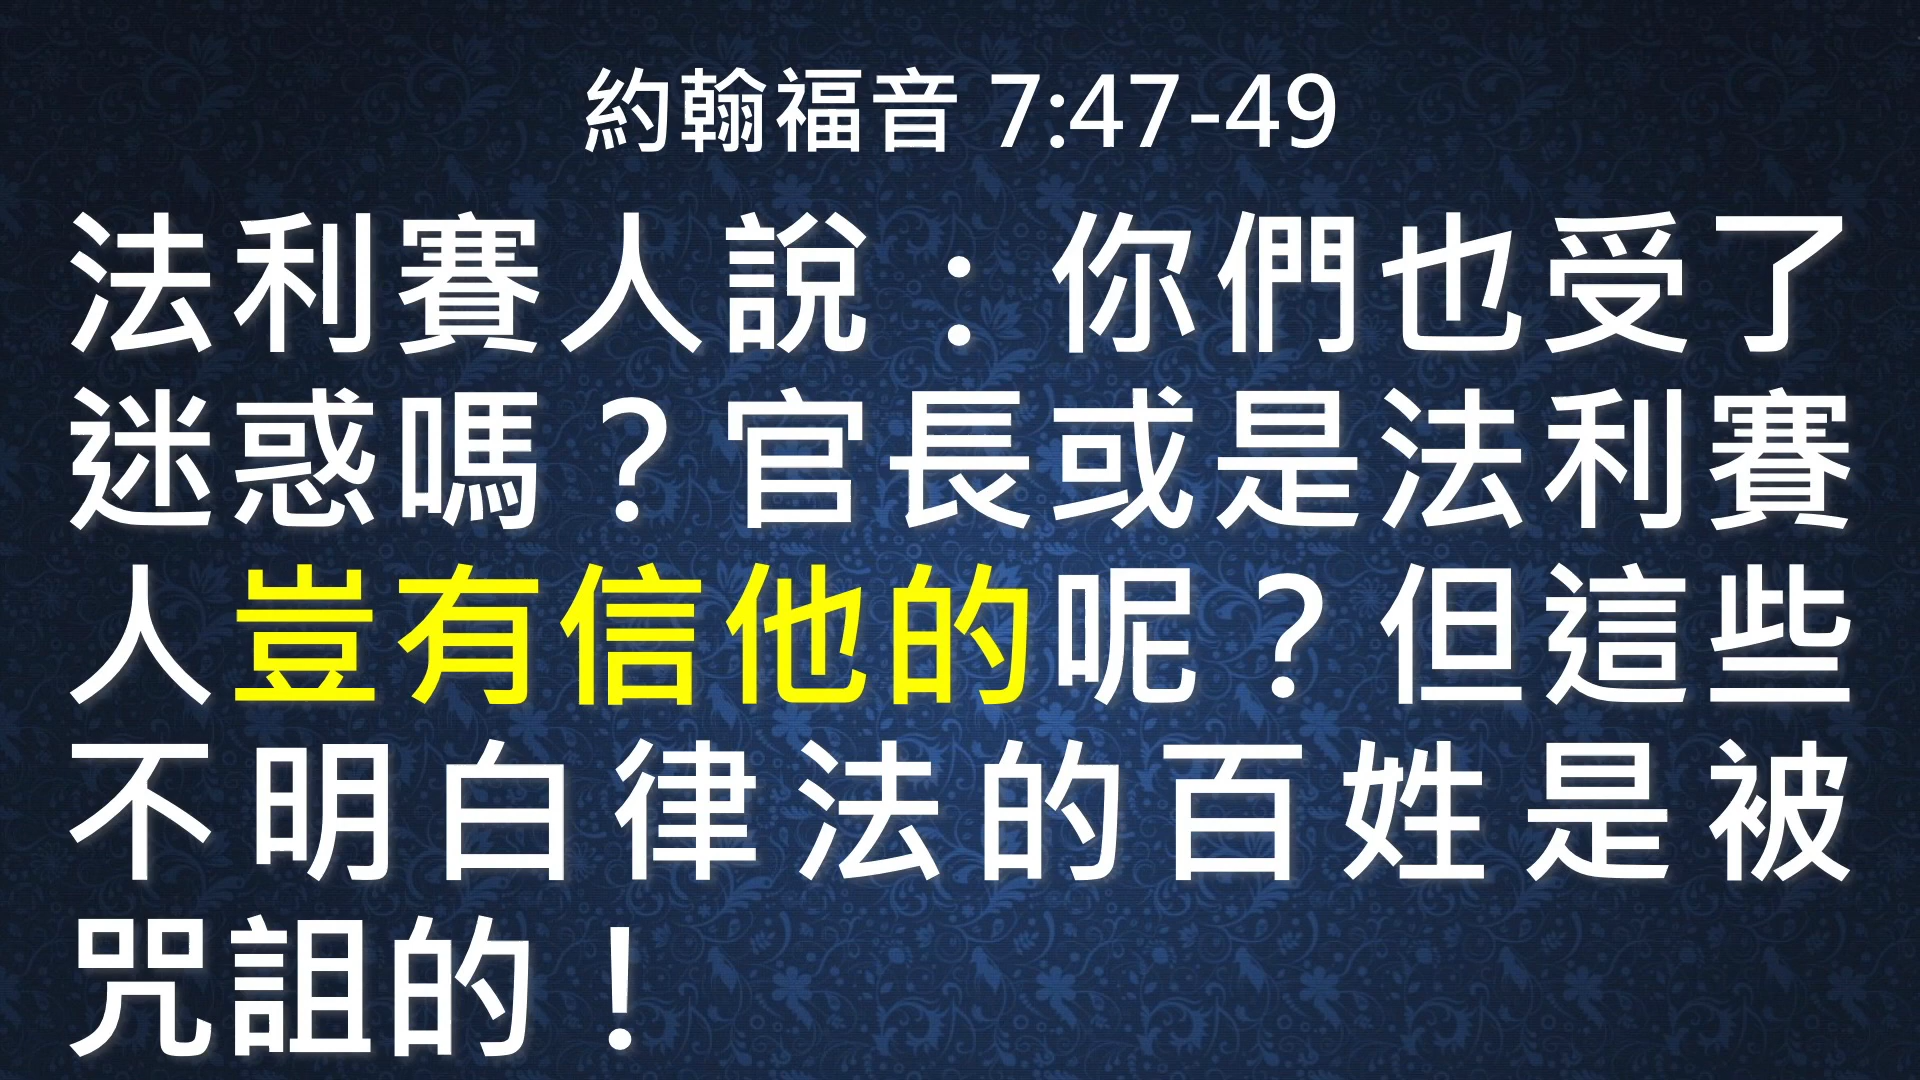 約翰福音 7:47-49
法利賽人說：你們也受了
迷惑嗎？官長或是法利賽
人豈有信他的呢？但這些
不明白律法的百姓是被
咒詛的！